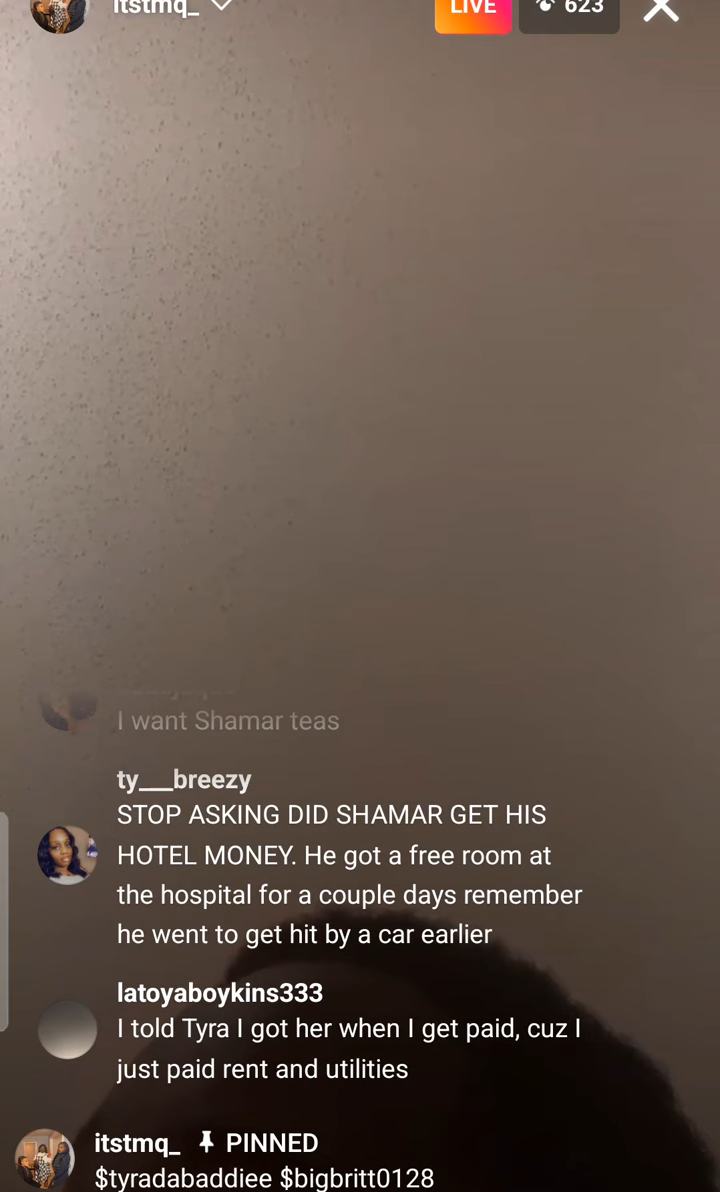 itstmq_
LIVE
623
I want Shamar teas
ty___breezy
STOP ASKING DID SHAMAR GET HIS
HOTEL MONEY. He got a free room at
the hospital for a couple days remember
he went to get hit by a car earlier
latoyaboykins333
I told Tyra I got her when I get paid, cuz I
just paid rent and utilities
itstmq_ PINNED
$tyradabaddiee $bigbritt0128